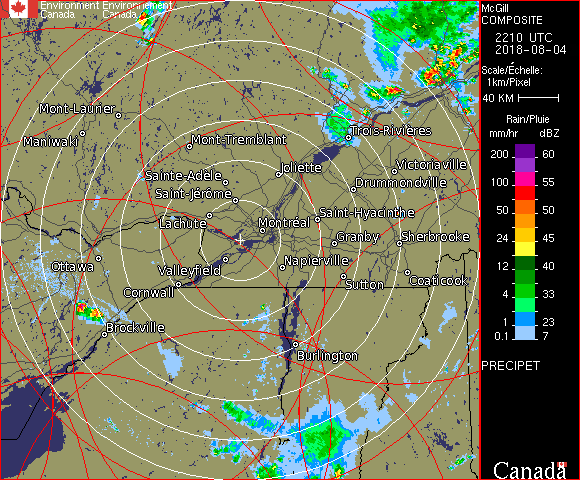 Environment Environnement
Canada Canada
McGill
COMPOSITE
2210 UTC
2018-08-04
Scale/Échelle:
1km/Pixel
40 KM
Rain/Pluie
mm/hr dBZ
200 60
100 55
50 50
24 45
12 40
4 33
1 23
0.1 7
PRECIPET
Canada
Mont-Laurier
Maniwaki
Mont-Tremblant
Trois-Rivières
Sainte-Adèle
Joliette
Victoriaville
Saint-Jérôme
Drummondville
Lachute
Montréal
Saint-Hyacinthe
Granby
Sherbrooke
Ottawa
Valleyfield
Napierville
Cornwall
Sutton
Coaticook
Brockville
Burlington